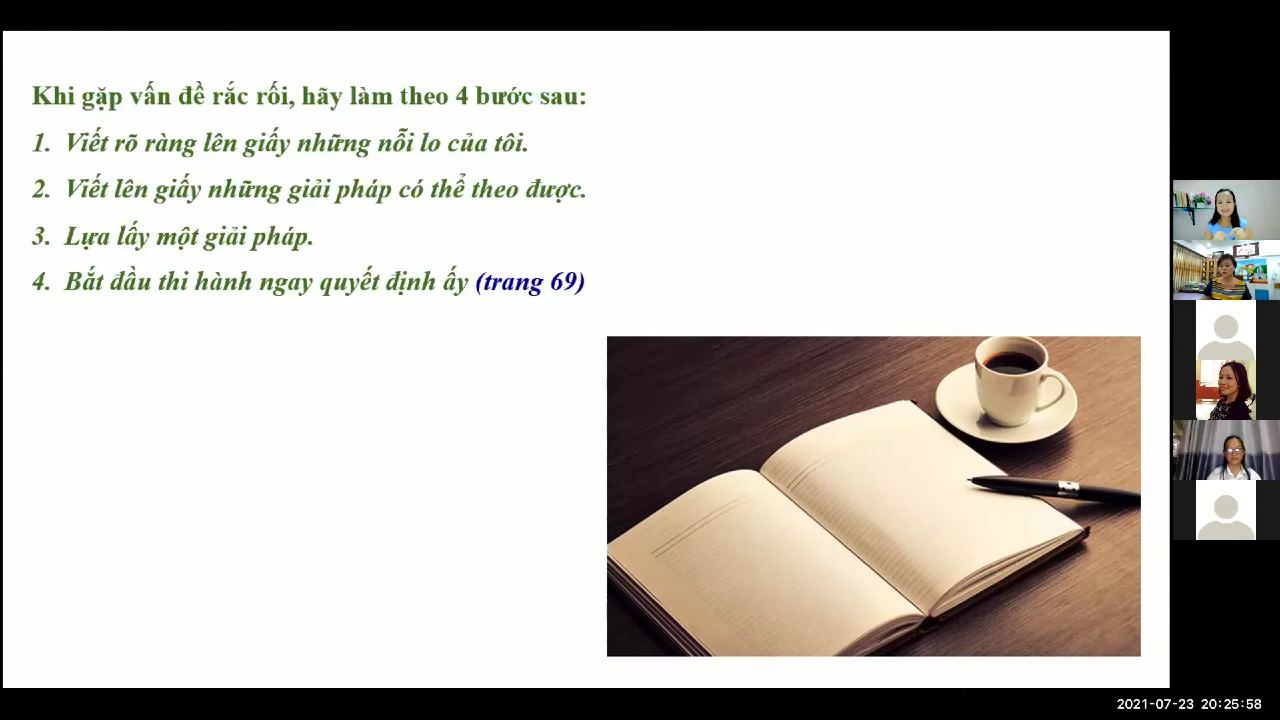 Khi gặp vấn đề rắc rối, hãy làm theo 4 bước sau:
1. Viết rõ ràng lên giấy những nỗi lo của tôi.
2. Viết lên giấy những giải pháp có thể theo được.
3. Lựa lấy một giải pháp.
4. Bắt đầu thi hành ngay quyết định ấy (trang 69)
2021-07-23 20:25:58